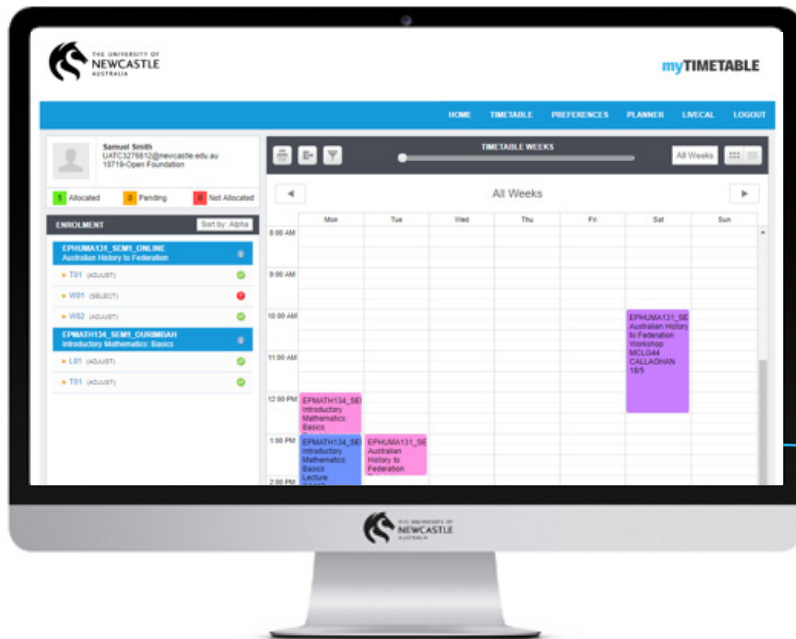 THE UNIVERSITY OF
NEWCASTLE
AUSTRALIA
myTIMETABLE
HOME TIMETABLE PREFERENCES PLANNER LIVECAL LOGOUT
Samuel Smith
UATC3276812@newcastle.edu.au
10719-Open Foundation
5 Allocated 0 Pending 0 Not Allocated
TIMETABLE WEEKS
All Weeks
All Weeks
ENROLMENT Sort by: Alpha
EPHUMA131_SEM1_ONLINE
Australian History to Federation
T01 (ADJUST)
W01 (SELECT)
W02 (ADJUST)
EPMATH134_SEM1_OURIMBAH
Introductory Mathematics: Basics
L01 (ADJUST)
T01 (ADJUST)
Mon Tue Wed Thu Fri Sat Sun
8:00 AM
9:00 AM
10:00 AM
11:00 AM
12:00 PM
1:00 PM
2:00 PM
EPHUMA131_SE
Australian History
to Federation
Workshop
MCLG44
CALLAGHAN
18/5
EPMATH134_SE
Introductory
Mathematics:
Basics
EPMATH134_SE
Introductory
Mathematics:
Basics
Lecture
EPHUMA131_SE
Australian
History to
Federation
THE UNIVERSITY OF
NEWCASTLE
AUSTRALIA